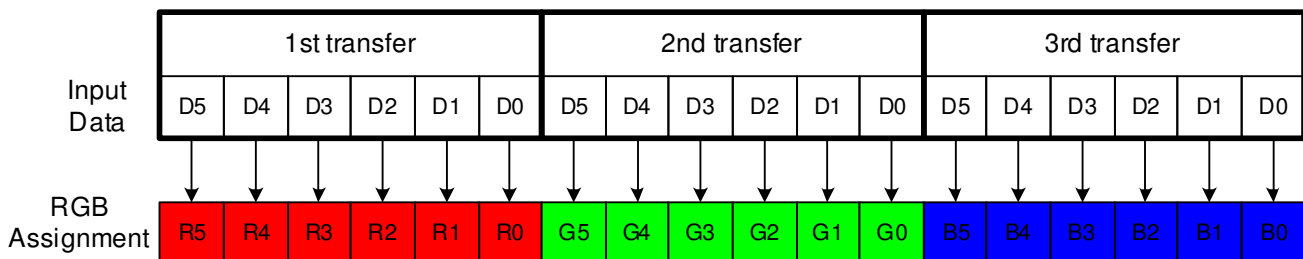 1st transfer 2nd transfer 3rd transfer
Input Data D5 D4 D3 D2 D1 D0 D5 D4 D3 D2 D1 D0 D5 D4 D3 D2 D1 D0
RGB Assignment R5 R4 R3 R2 R1 R0 G5 G4 G3 G2 G1 G0 B5 B4 B3 B2 B1 B0